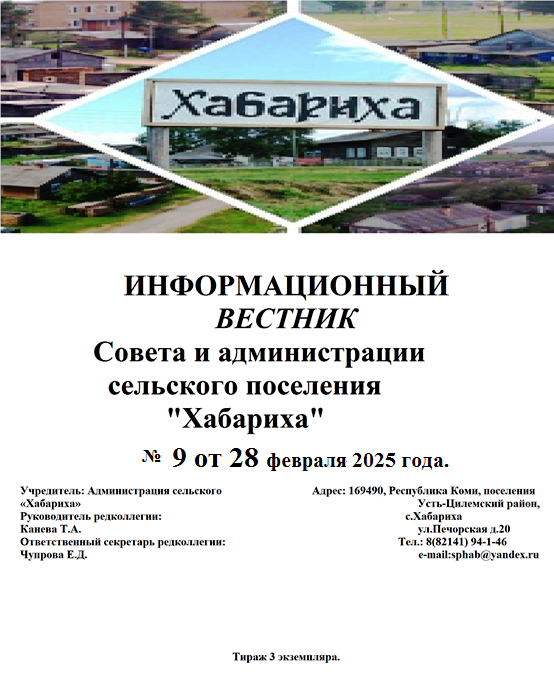 Хабариха
ИНФОРМАЦИОННЫЙ
ВЕСТНИК
Совета и администрации
сельского поселения
"Хабариха"
№ 9 от 28 февраля 2025 года.
Учредитель: Администрация сельского
«Хабариха»
Руководитель редколлегии:
Канева Т.А.
Ответственный секретарь редколлегии:
Чупрова Е.Д.
Адрес: 169490, Республика Коми, поселения
Усть-Цилемский район,
с.Хабариха
ул.Печорская д.20
Тел.: 8(82141) 94-1-46
e-mail:sphab@yandex.ru
Тираж 3 экземпляра.